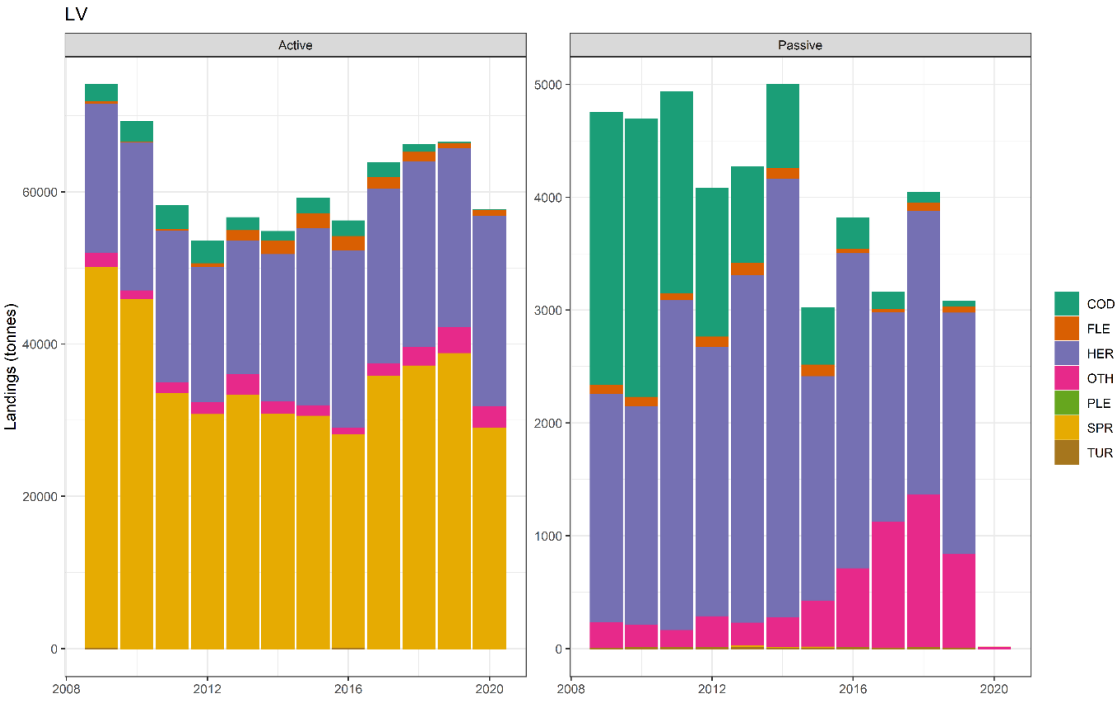 LV
Active
Passive
Landings (tonnes)
60000
40000
20000
0
2008
2012
2016
2020
5000
4000
3000
2000
1000
0
2008
2012
2016
2020
COD
FLE
HER
OTH
PLE
SPR
TUR